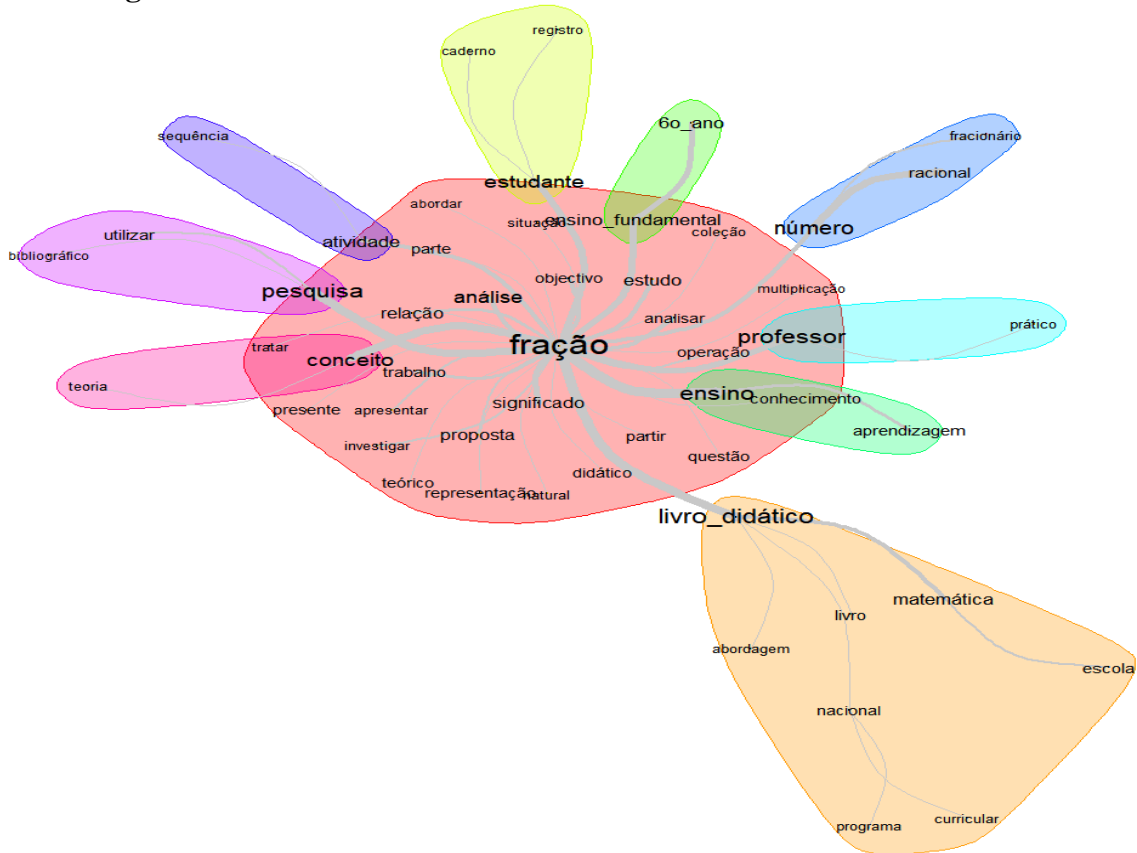 registro
caderno
6o_ano
sequência
fracionário
racional
estudante
abordar
situação
ensino_fundamental
coleção
número
utilizar
bibliográfico
atividade
parte
objectivo
estudo
multiplicação
pesquisa
análise
relação
analisar
prático
professor
fração
tratar
conceito
operação
trabalho
teoria
ensino
conhecimento
presente
apresentar
significado
aprendizagem
investigar
proposta
partir
questão
teórico
representação
natural
didático
livro_didático
matemática
livro
abordagem
escola
nacional
programa
curricular